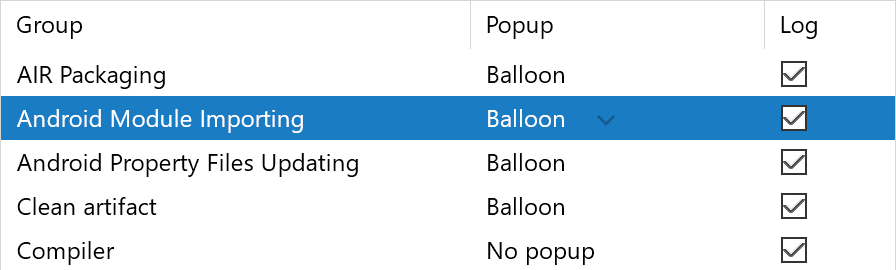 Group Popup Log
AIR Packaging Balloon
Android Module Importing Balloon
Android Property Files Updating Balloon
Clean artifact Balloon
Compiler No popup